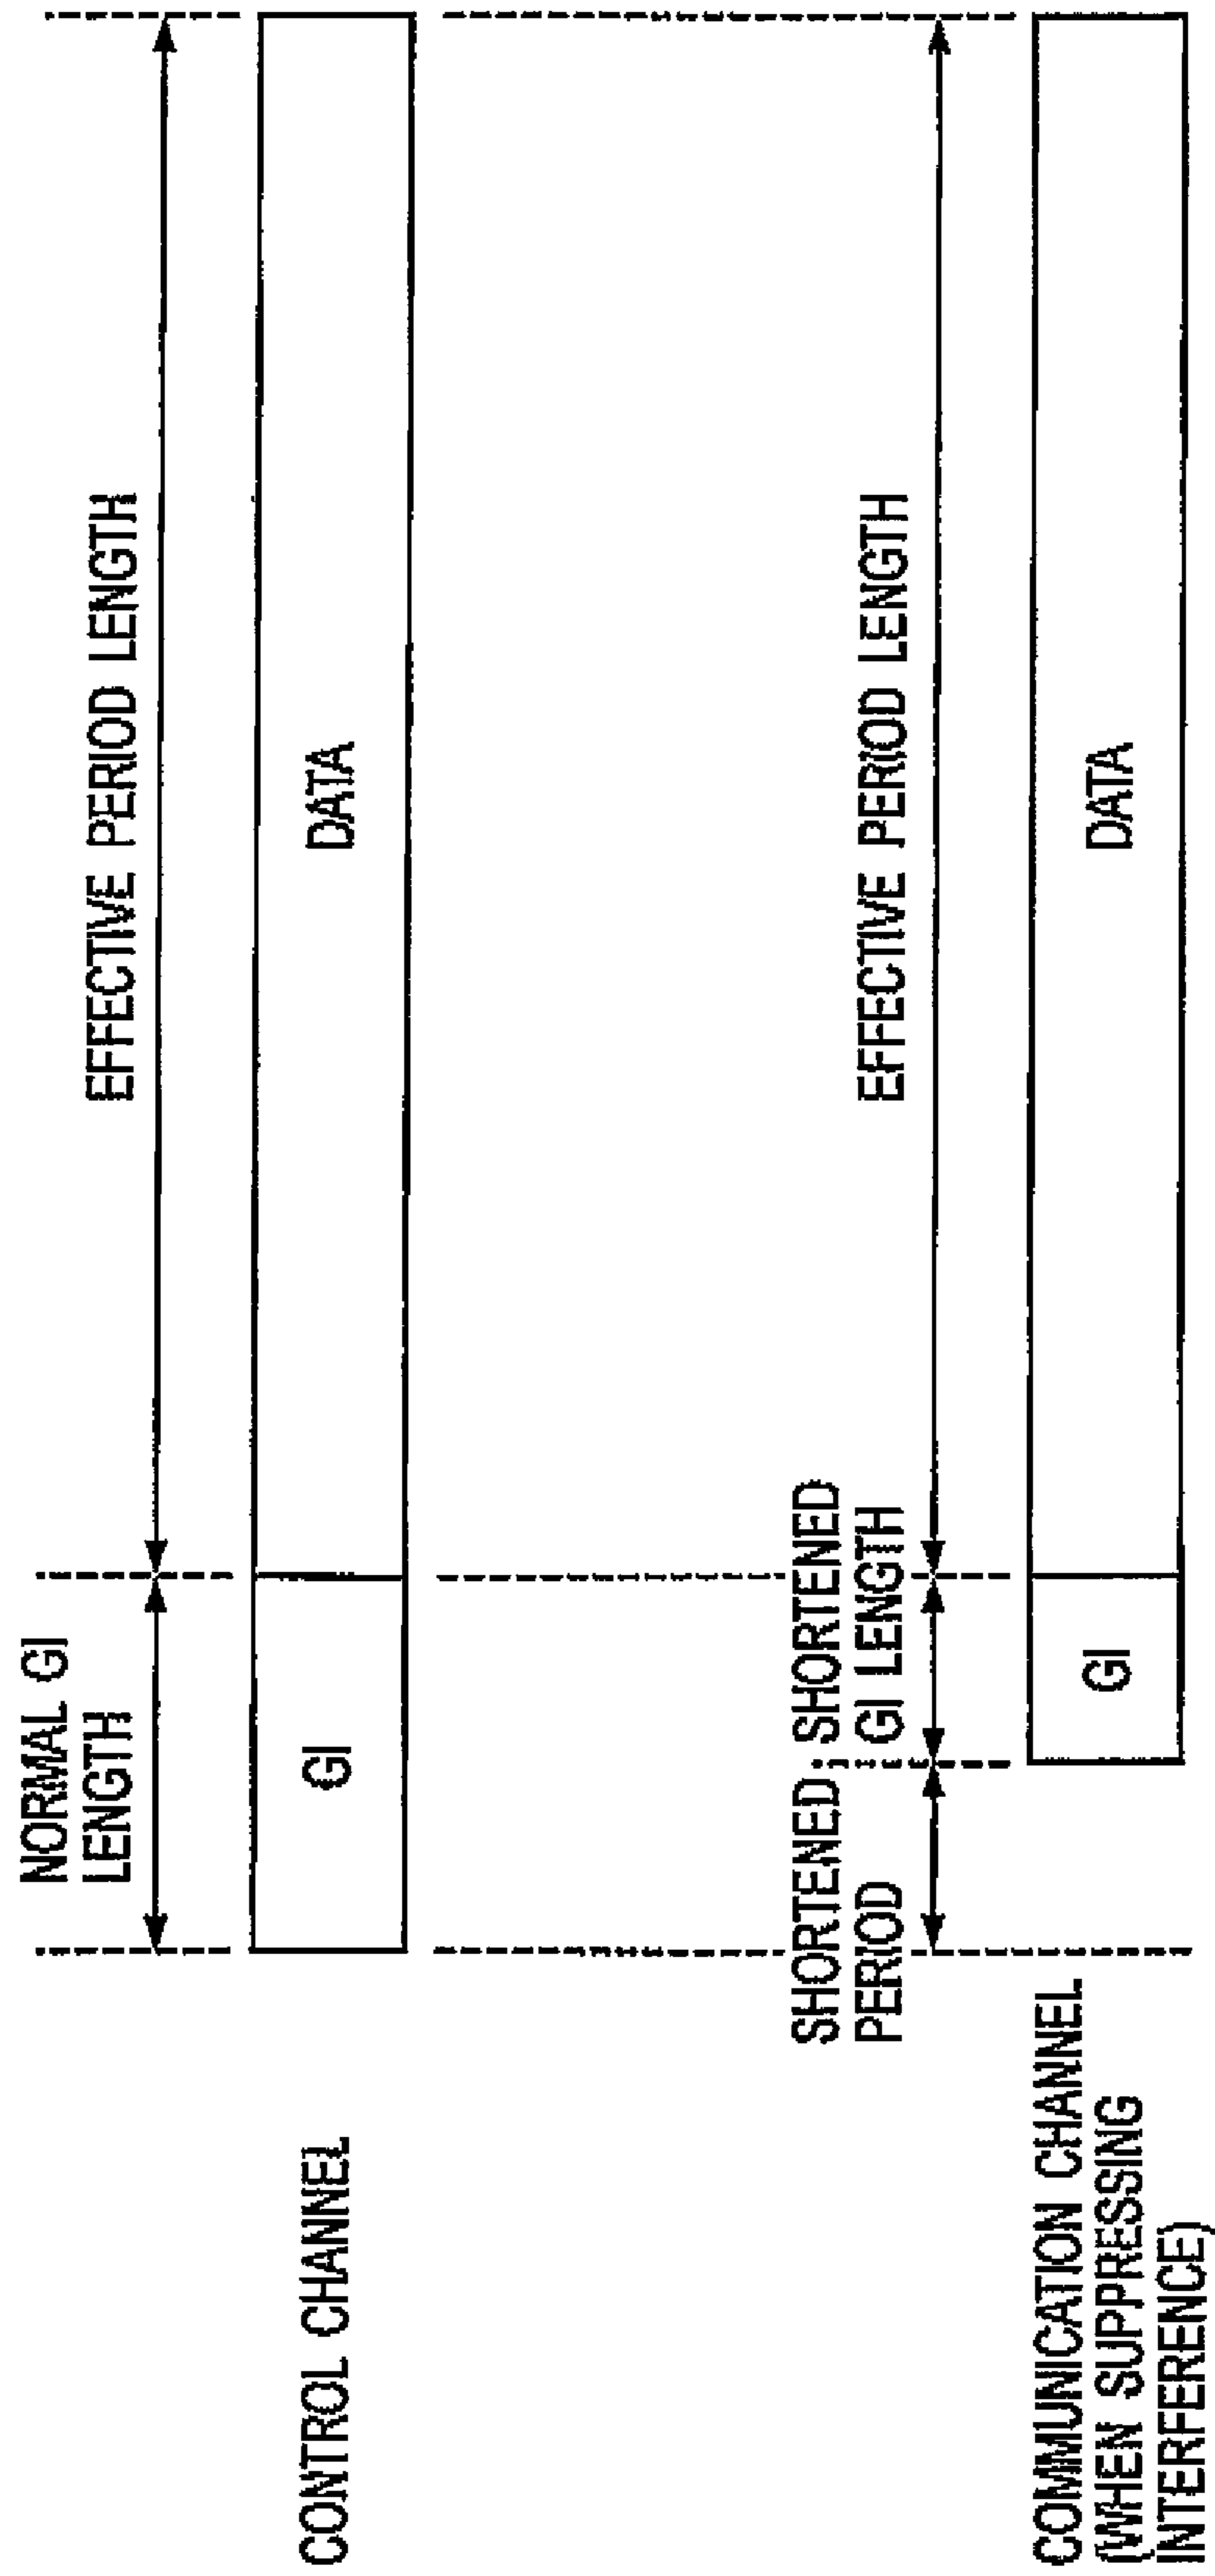 NORMAL GI
LENGTH
EFFECTIVE PERIOD LENGTH
CONTROL CHANNEL
GI
DATA
SHORTENED
PERIOD
SHORTENED
GI LENGTH
EFFECTIVE PERIOD LENGTH
COMMUNICATION CHANNEL
(WHEN SUPPRESSING
INTERFERENCE)
GI
DATA